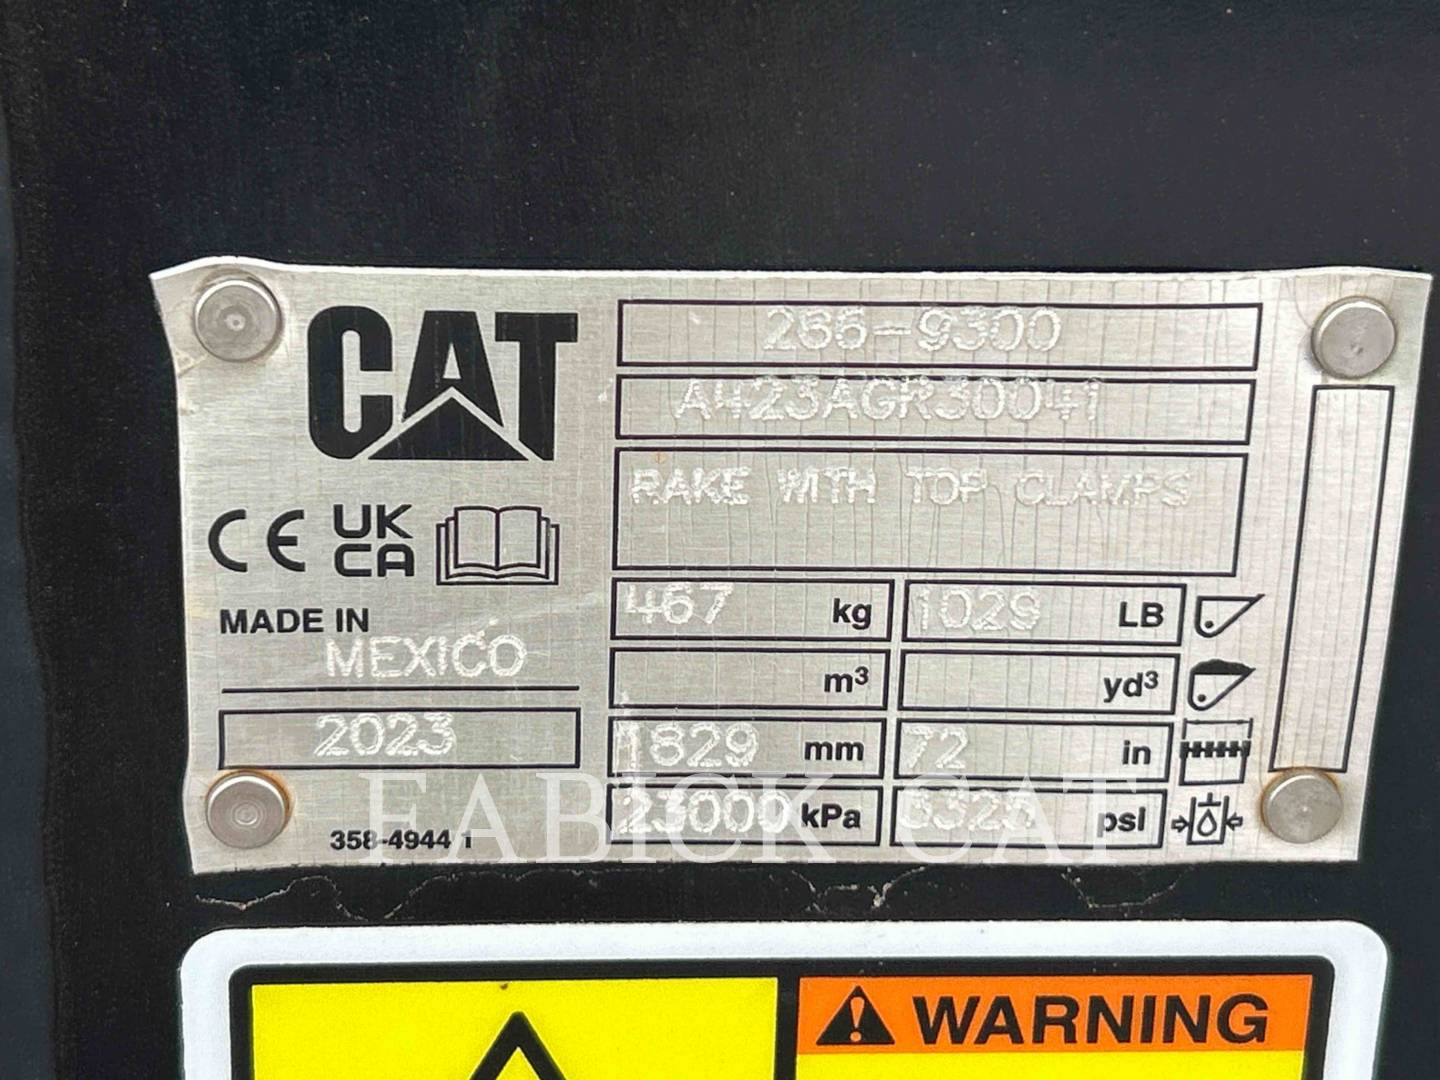 CAT
266-9300
A423AGR30041
RAKE WITH TOP CLAMPS
CE UK CA
MADE IN
MEXICO
2023
467 kg 1029 LB
m³ yd³
1829 mm 72 in
23000 kPa 3325 psi
358-4944
FABICK CAT
WARNING